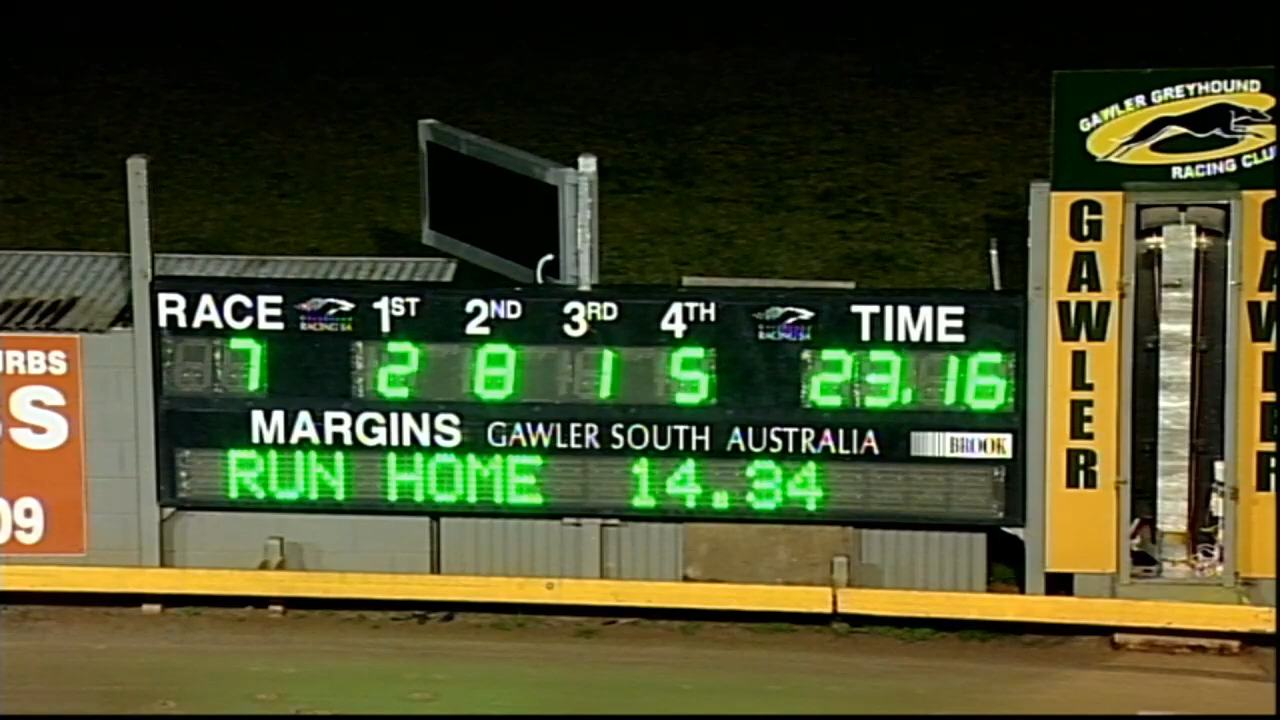 GAWLER GREYHOUND
RACING CLU
GAWLER
RACE 1ST 2ND 3RD 4TH TIME
7 2 8 1 5 23.16
MARGINS GAWLER SOUTH AUSTRALIA BROOK
RUN HOME 14.34
URBS
S
09